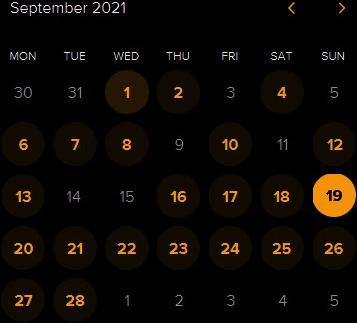 September 2021
MON TUE WED THU FRI SAT SUN
30 31 1 2 3 4 5
6 7 8 9 10 11 12
13 14 15 16 17 18 19
20 21 22 23 24 25 26
27 28 1 2 3 4 5